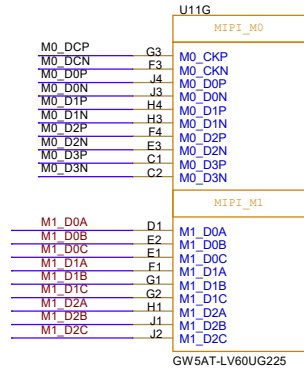 U11G
MIPI_M0
M0_DCP G3 M0_CKP
M0_DCN F3 M0_CKN
M0_D0P J4 M0_D0P
M0_D0N J3 M0_D0N
M0_D1P H4 M0_D1P
M0_D1N H3 M0_D1N
M0_D2P F4 M0_D2P
M0_D2N E3 M0_D2N
M0_D3P C1 M0_D3P
M0_D3N C2 M0_D3N
MIPI_M1
M1_D0A D1 M1_D0A
M1_D0B E2 M1_D0B
M1_D0C E1 M1_D0C
M1_D1A F1 M1_D1A
M1_D1B G1 M1_D1B
M1_D1C G2 M1_D1C
M1_D2A H1 M1_D2A
M1_D2B J1 M1_D2B
M1_D2C J2 M1_D2C
GW5AT-LV60UG225